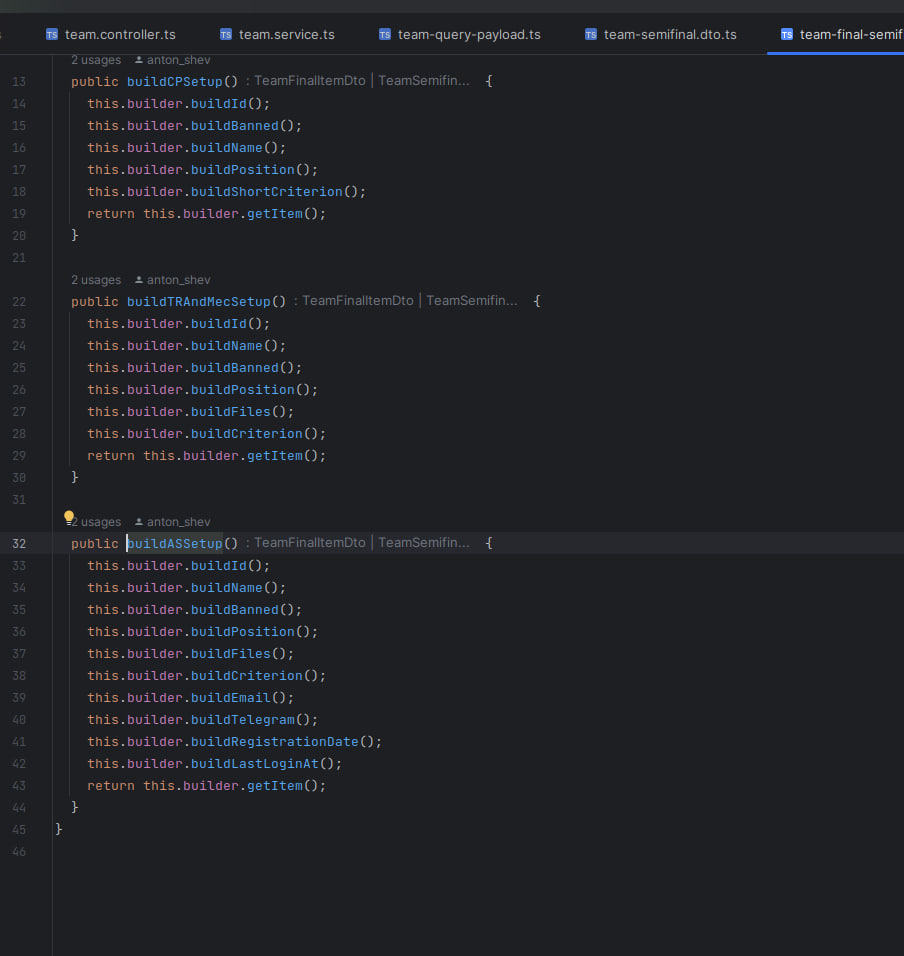 team.controller.ts team.service.ts team-query-payload.ts team-semifinal.dto.ts team-final-semif
2 usages anton_shev
13 public buildCPSetup() : TeamFinalItemDto | TeamSemifin... {
14 this.builder.buildId();
15 this.builder.buildBanned();
16 this.builder.buildName();
17 this.builder.buildPosition();
18 this.builder.buildShortCriterion();
19 return this.builder.getItem();
20 }
21
2 usages anton_shev
22 public buildTRAndMecSetup() : TeamFinalItemDto | TeamSemifin... {
23 this.builder.buildId();
24 this.builder.buildName();
25 this.builder.buildBanned();
26 this.builder.buildPosition();
27 this.builder.buildFiles();
28 this.builder.buildCriterion();
29 return this.builder.getItem();
30 }
31
2 usages anton_shev
32 public buildASSetup() : TeamFinalItemDto | TeamSemifin... {
33 this.builder.buildId();
34 this.builder.buildName();
35 this.builder.buildBanned();
36 this.builder.buildPosition();
37 this.builder.buildFiles();
38 this.builder.buildCriterion();
39 this.builder.buildEmail();
40 this.builder.buildTelegram();
41 this.builder.buildRegistrationDate();
42 this.builder.buildLastLoginAt();
43 return this.builder.getItem();
44 }
45 }
46